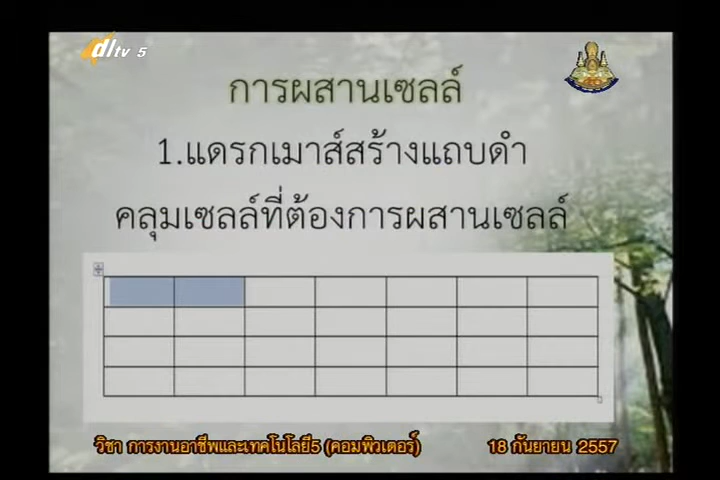 dltv 5
การผสานเซลล์
1.แดรกเมาส์สร้างแถบดำ
คลุมเซลล์ที่ต้องการผสานเซลล์
วิชา การงานอาชีพและเทคโนโลยี5 (คอมพิวเตอร์)
18 กันยายน 2557